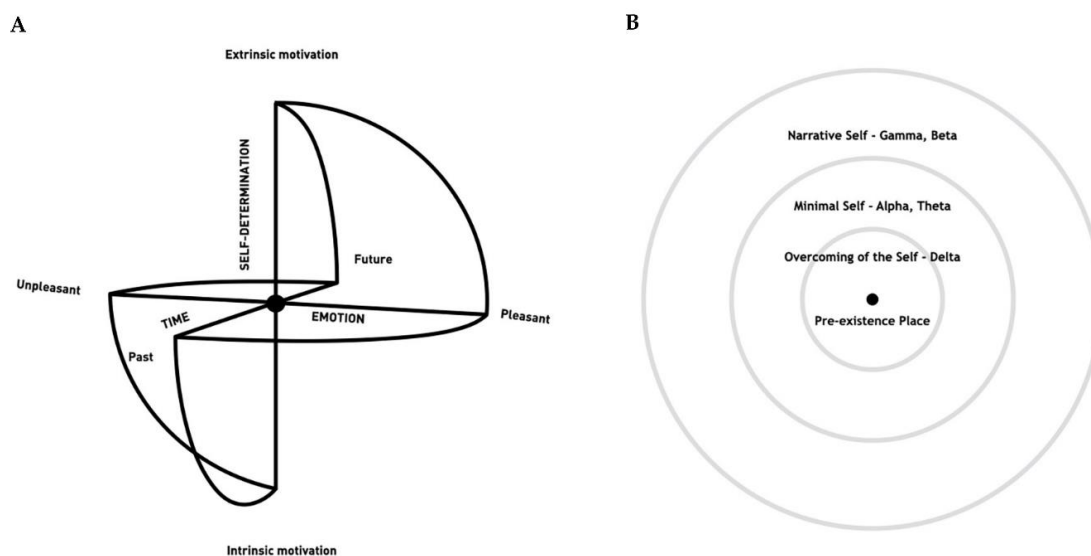 A
Extrinsic motivation
SELF-DETERMINATION
Future
Unpleasant
TIME
EMOTION
Pleasant
Past
Intrinsic motivation
B
Narrative Self - Gamma, Beta
Minimal Self - Alpha, Theta
Overcoming of the Self - Delta
Pre-existence Place